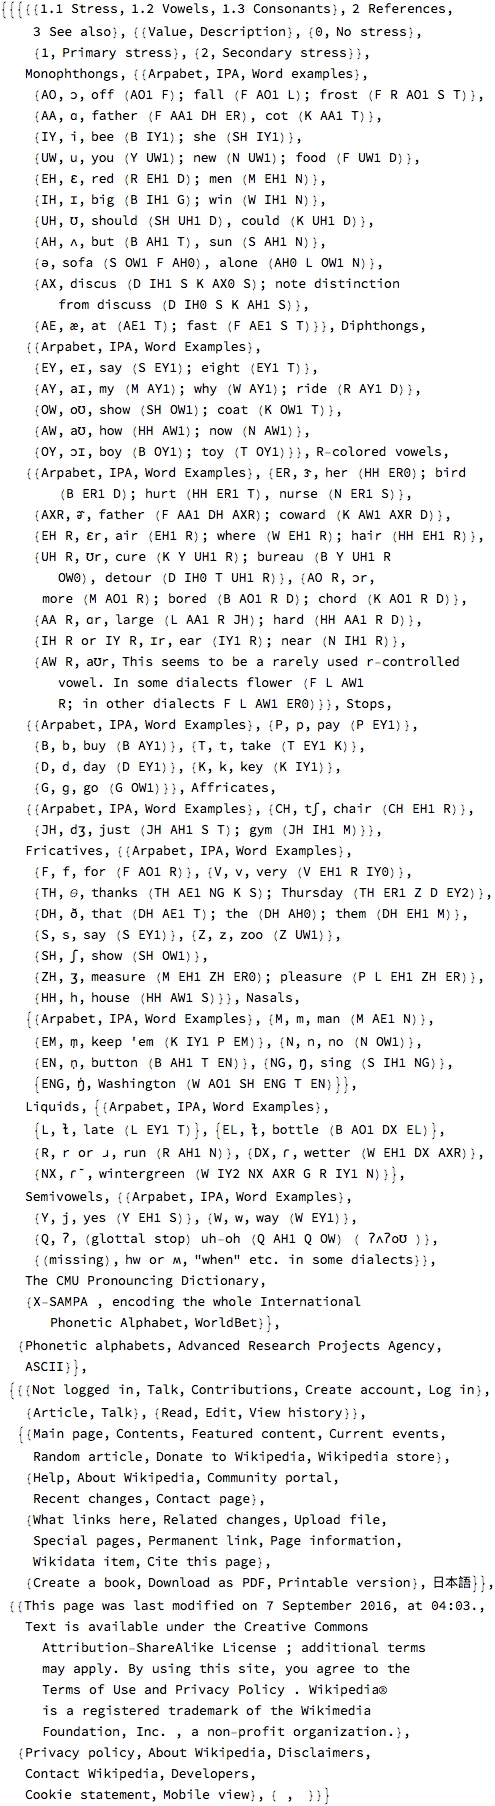 {{{{{1.1 Stress, 1.2 Vowels, 1.3 Consonants}, 2 References,
3 See also}, {{Value, Description}, {0, No stress},
{1, Primary stress}, {2, Secondary stress}},
Monophthongs, {{Arpabet, IPA, Word examples},
{AO, ɔ, off (AO1 F); fall (F AO1 L); frost (F R AO1 S T)},
{AA, ɑ, father (F AA1 DH ER), cot (K AA1 T)},
{IY, i, bee (B IY1); she (SH IY1)},
{UW, u, you (Y UW1); new (N UW1); food (F UW1 D)},
{EH, ɛ, red (R EH1 D); men (M EH1 N)},
{IH, ɪ, big (B IH1 G); win (W IH1 N)},
{UH, ʊ, should (SH UH1 D), could (K UH1 D)},
{AH, ʌ, but (B AH1 T), sun (S AH1 N)},
{ə, sofa (S OW1 F AH0), alone (AH0 L OW1 N)},
{AX, discus (D IH1 S K AX0 S); note distinction
from discuss (D IH0 S K AH1 S)},
{AE, æ, at (AE1 T); fast (F AE1 S T)}}, Diphthongs,
{{Arpabet, IPA, Word Examples},
{EY, eɪ, say (S EY1); eight (EY1 T)},
{AY, aɪ, my (M AY1); why (W AY1); ride (R AY1 D)},
{OW, oʊ, show (SH OW1); coat (K OW1 T)},
{AW, aʊ, how (HH AW1); now (N AW1)},
{OY, ɔɪ, boy (B OY1); toy (T OY1)}}, R-colored vowels,
{{Arpabet, IPA, Word Examples}, {ER, ɝ, her (HH ER0); bird
(B ER1 D); hurt (HH ER1 T), nurse (N ER1 S)},
{AXR, ɚ, father (F AA1 DH AXR); coward (K AW1 AXR D)},
{EH R, ɛr, air (EH1 R); where (W EH1 R); hair (HH EH1 R)},
{UH R, ʊr, cure (K Y UH1 R); bureau (B Y UH1 R
OW0), detour (D IH0 T UH1 R)}, {AO R, ɔr,
more (M AO1 R); bored (B AO1 R D); chord (K AO1 R D)},
{AA R, ɑr, large (L AA1 R JH); hard (HH AA1 R D)},
{IH R or IY R, ɪr, ear (IY1 R); near (N IH1 R)},
{AW R, aʊr, This seems to be a rarely used r-controlled
vowel. In some dialects flower (F L AW1
R; in other dialects F L AW1 ER0)}}, Stops,
{{Arpabet, IPA, Word Examples}, {P, p, pay (P EY1)},
{B, b, buy (B AY1)}, {T, t, take (T EY1 K)},
{D, d, day (D EY1)}, {K, k, key (K IY1)},
{G, ɡ, go (G OW1)}}, Affricates,
{{Arpabet, IPA, Word Examples}, {CH, tʃ, chair (CH EH1 R)},
{JH, dʒ, just (JH AH1 S T); gym (JH IH1 M)}},
Fricatives, {{Arpabet, IPA, Word Examples},
{F, f, for (F AO1 R)}, {V, v, very (V EH1 R IY0)},
{TH, θ, thanks (TH AE1 NG K S); Thursday (TH ER1 Z D EY2)},
{DH, ð, that (DH AE1 T); the (DH AH0); them (DH EH1 M)},
{S, s, say (S EY1)}, {Z, z, zoo (Z UW1)},
{SH, ʃ, show (SH OW1)},
{ZH, ʒ, measure (M EH1 ZH ER0); pleasure (P L EH1 ZH ER)},
{HH, h, house (HH AW1 S)}}, Nasals,
{{Arpabet, IPA, Word Examples}, {M, m, man (M AE1 N)},
{EM, m̩, keep 'em (K IY1 P EM)}, {N, n, no (N OW1)},
{EN, n̩, button (B AH1 T EN)}, {NG, ŋ, sing (S IH1 NG)},
{ENG, ŋ̍, Washington (W AO1 SH ENG T EN)}},
Liquids, {{Arpabet, IPA, Word Examples},
{L, ɫ, late (L EY1 T)}, {EL, ɫ̩, bottle (B AO1 DX EL)},
{R, r or ɹ, run (R AH1 N)}, {DX, ɾ, wetter (W EH1 DX AXR)},
{NX, ɾ̃, wintergreen (W IY2 NX AXR G R IY1 N)}},
Semivowels, {{Arpabet, IPA, Word Examples},
{Y, j, yes (Y EH1 S)}, {W, w, way (W EY1)},
{Q, ʔ, (glottal stop) uh-oh (Q AH1 Q OW) ( ʔʌʔoʊ )},
{(missing), hw or ʍ, "when" etc. in some dialects}},
The CMU Pronouncing Dictionary,
{X-SAMPA , encoding the whole International
Phonetic Alphabet, WorldBet}},
{Phonetic alphabets, Advanced Research Projects Agency,
ASCII}},
{{{Not logged in, Talk, Contributions, Create account, Log in},
{Article, Talk}, {Read, Edit, View history}},
{{Main page, Contents, Featured content, Current events,
Random article, Donate to Wikipedia, Wikipedia store},
{Help, About Wikipedia, Community portal,
Recent changes, Contact page},
{What links here, Related changes, Upload file,
Special pages, Permanent link, Page information,
Wikidata item, Cite this page},
{Create a book, Download as PDF, Printable version}, 日本語}},
{{This page was last modified on 7 September 2016, at 04:03.,
Text is available under the Creative Commons
Attribution-ShareAlike License ; additional terms
may apply. By using this site, you agree to the
Terms of Use and Privacy Policy . Wikipedia®
is a registered trademark of the Wikimedia
Foundation, Inc. , a non-profit organization.},
{Privacy policy, About Wikipedia, Disclaimers,
Contact Wikipedia, Developers,
Cookie statement, Mobile view}, { , }}}